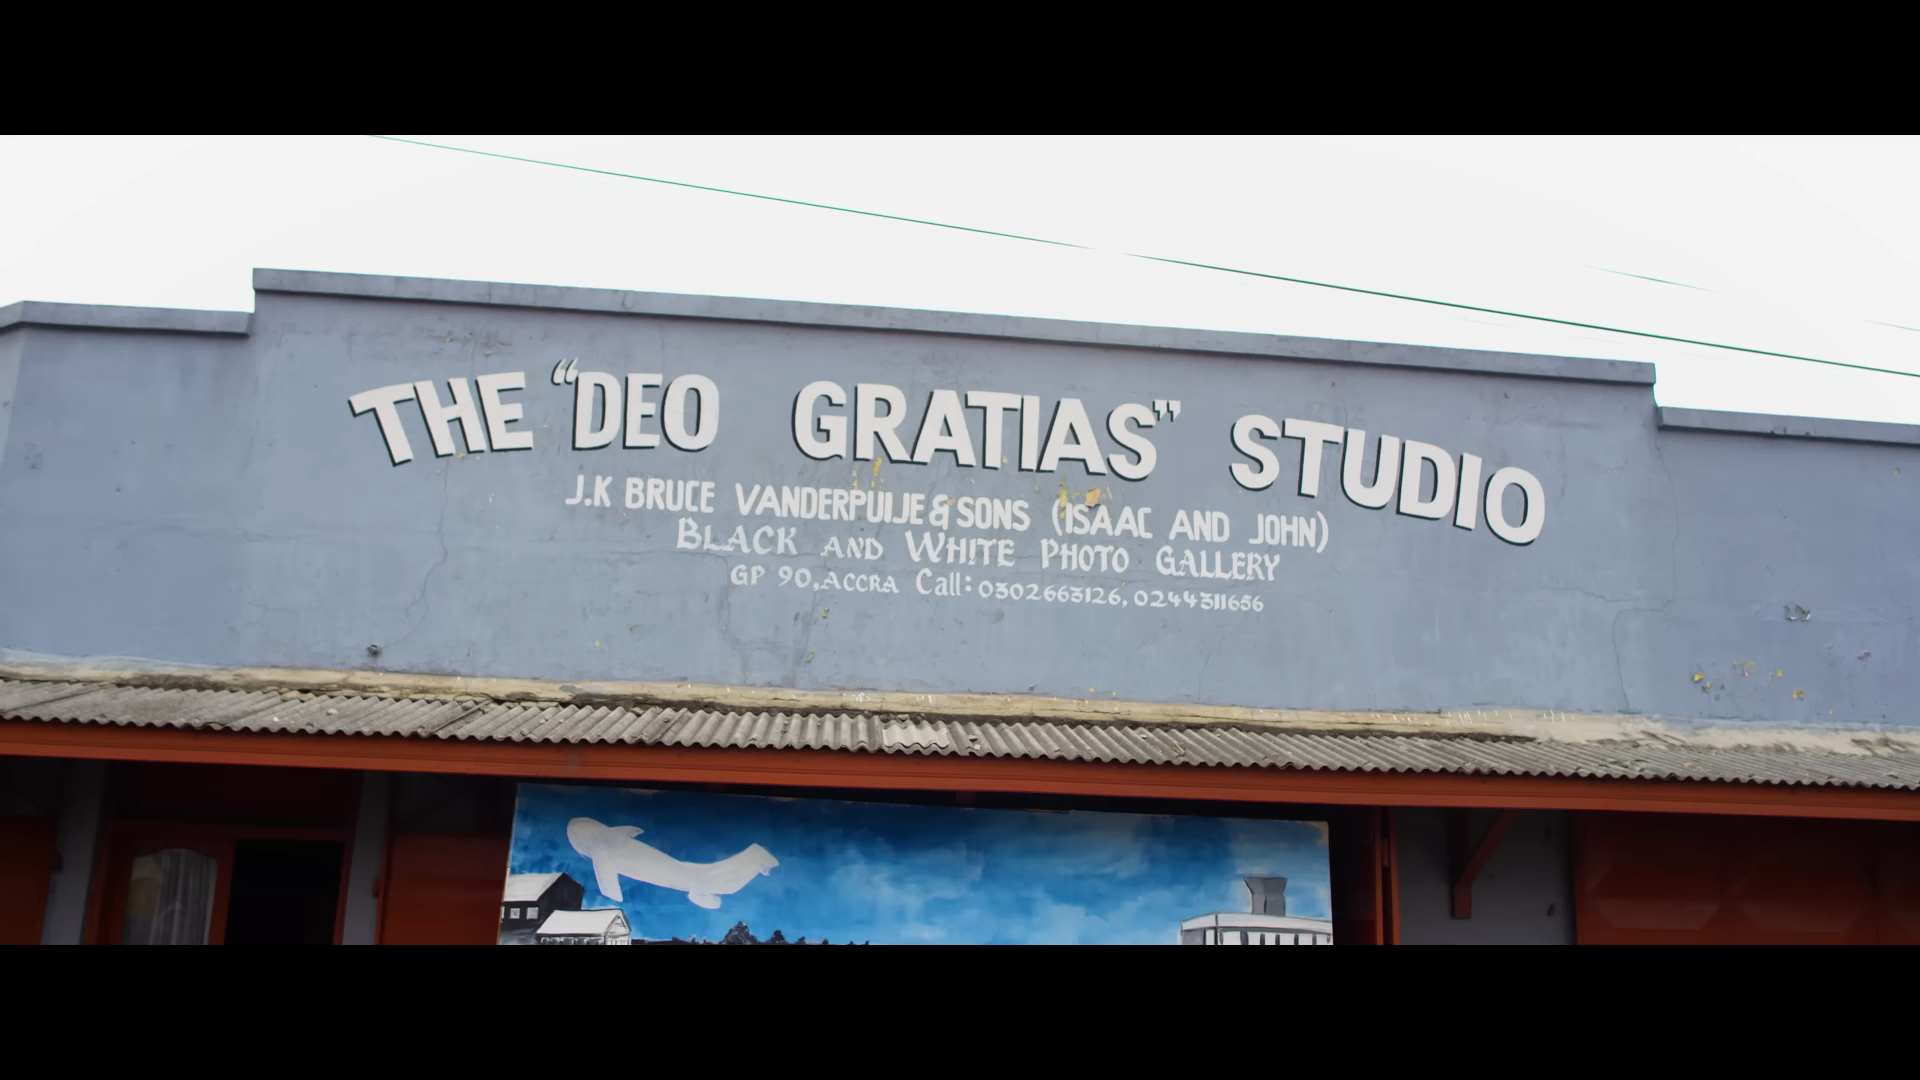 THE “DEO GRATIAS” STUDIO
J.K BRUCE VANDERPUIJE & SONS (ISAAC AND JOHN)
BLACK AND WHITE PHOTO GALLERY
GP 90, ACCRA Call: 0302663126, 0244311656